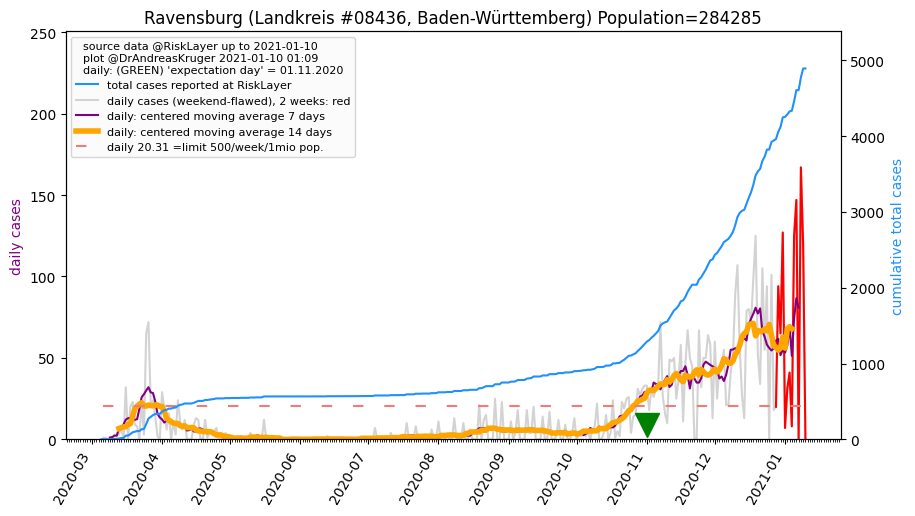 Ravensburg (Landkreis #08436, Baden-Württemberg) Population=284285
source data @RiskLayer up to 2021-01-10
plot @DrAndreasKruger 2021-01-10 01:09
daily: (GREEN) 'expectation day' = 01.11.2020
total cases reported at RiskLayer
daily cases (weekend-flawed), 2 weeks: red
daily: centered moving average 7 days
daily: centered moving average 14 days
daily 20.31 =limit 500/week/1mio pop.
daily cases
250
200
150
100
50
0
cumulative total cases
5000
4000
3000
2000
1000
0
2020-03
2020-04
2020-05
2020-06
2020-07
2020-08
2020-09
2020-10
2020-11
2020-12
2021-01